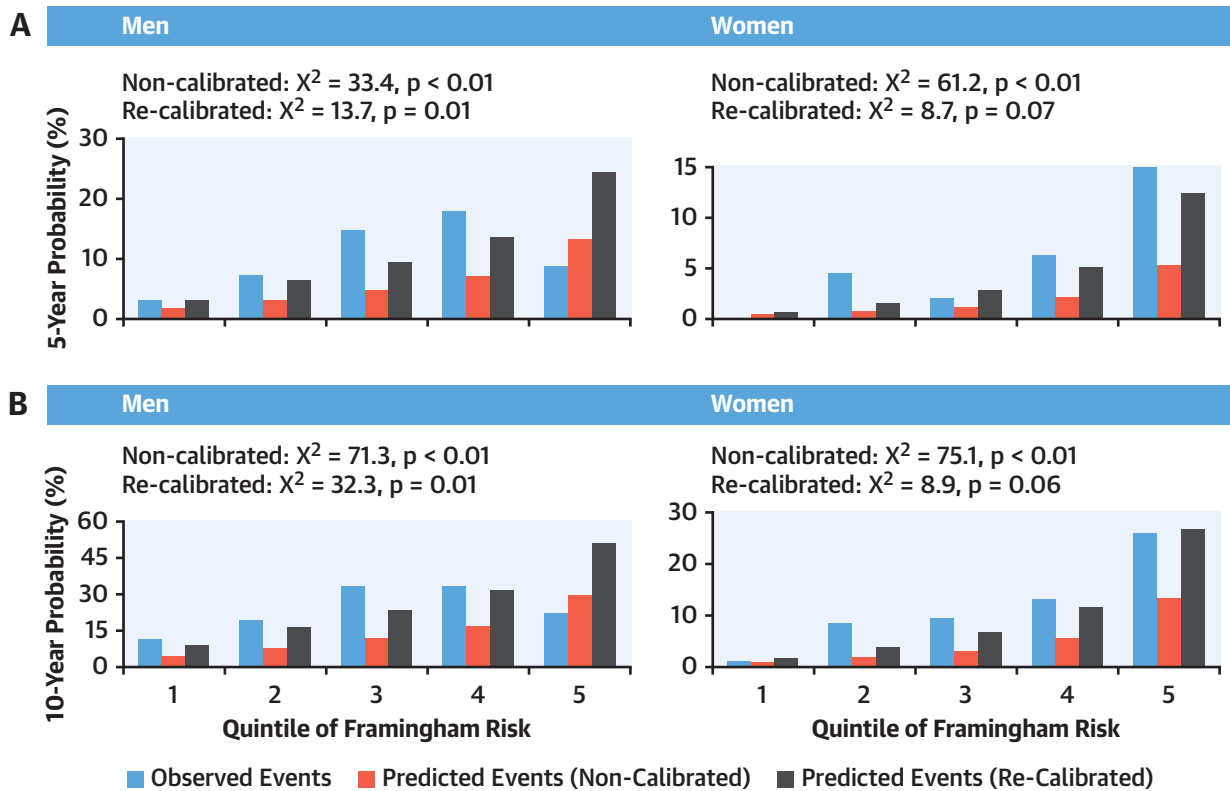 A
Men
Women
Non-calibrated: X² = 33.4, p < 0.01
Re-calibrated: X² = 13.7, p = 0.01
Non-calibrated: X² = 61.2, p < 0.01
Re-calibrated: X² = 8.7, p = 0.07
5-Year Probability (%)
30
20
10
0
15
10
5
0
B
Men
Women
Non-calibrated: X² = 71.3, p < 0.01
Re-calibrated: X² = 32.3, p = 0.01
Non-calibrated: X² = 75.1, p < 0.01
Re-calibrated: X² = 8.9, p = 0.06
10-Year Probability (%)
60
45
30
15
0
30
20
10
0
1 2 3 4 5
1 2 3 4 5
Quintile of Framingham Risk
Quintile of Framingham Risk
Observed Events Predicted Events (Non-Calibrated) Predicted Events (Re-Calibrated)